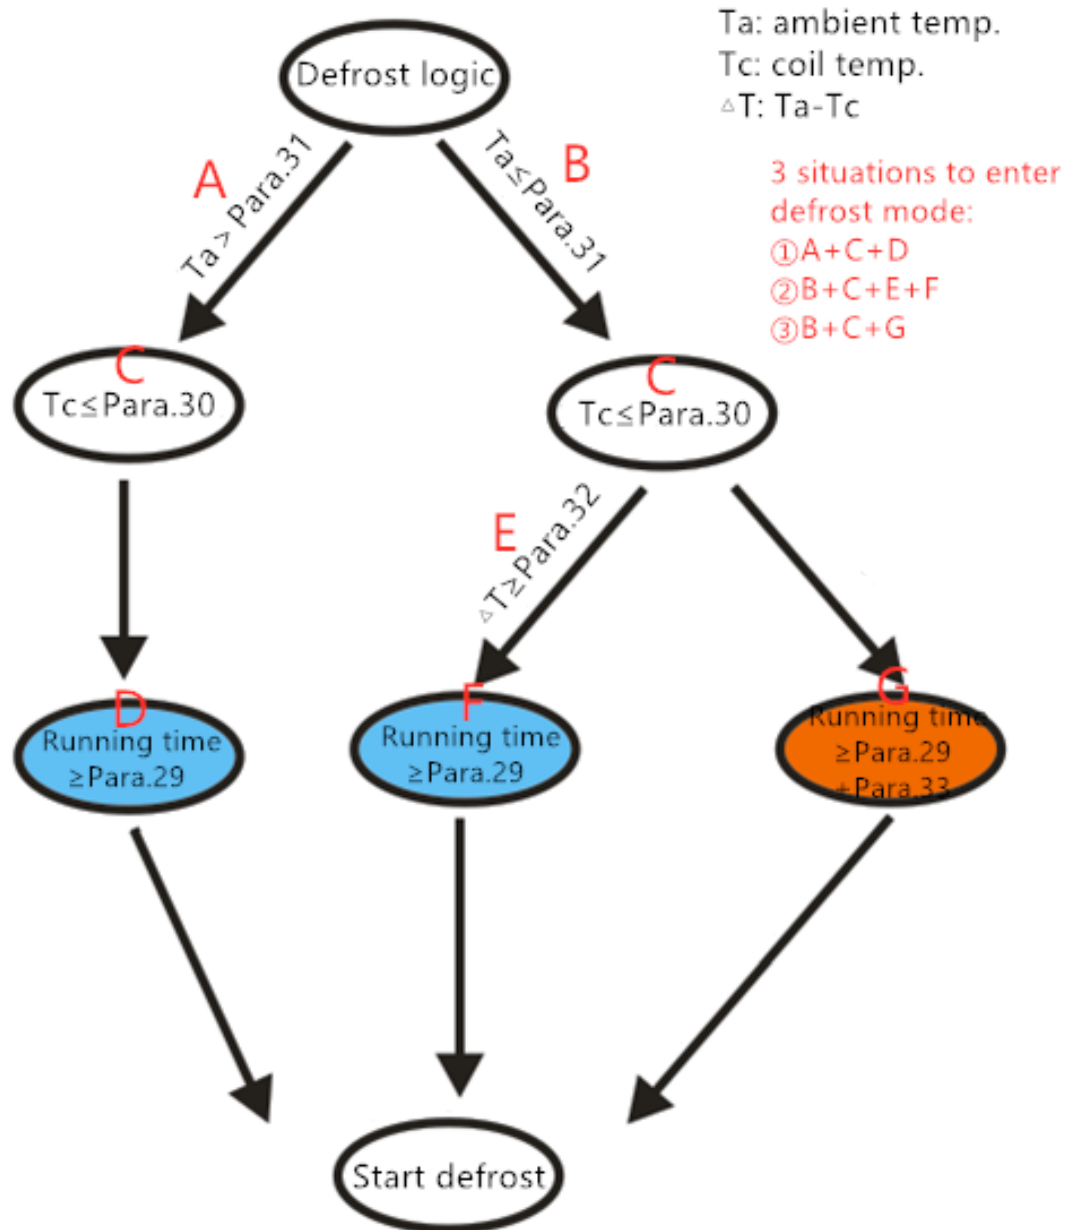 Ta: ambient temp.
Tc: coil temp.
△T: Ta-Tc
Defrost logic
A
Ta > Para.31
B
Ta≤Para.31
3 situations to enter
defrost mode:
①A+C+D
②B+C+E+F
③B+C+G
C
Tc≤Para.30
C
Tc≤Para.30
E
△T≥Para.32
D
Running time
≥Para.29
F
Running time
≥Para.29
G
Running time
≥Para.29
+Para.33
Start defrost